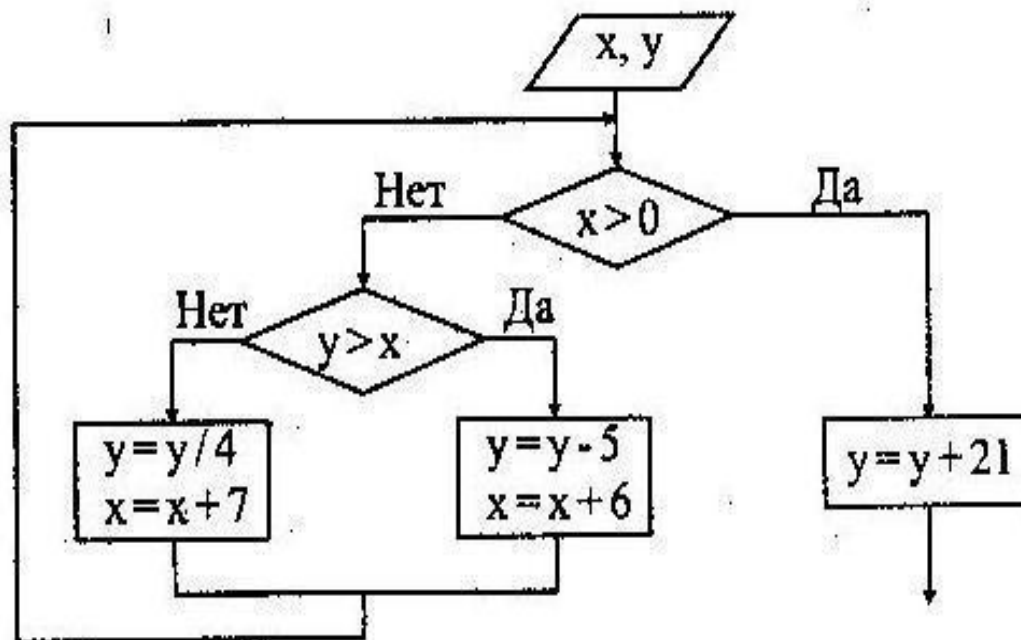 x, y
Нет
x>0
Да
Нет
y>x
Да
y=y/4
x=x+7
y=y-5
x=x+6
y=y+21